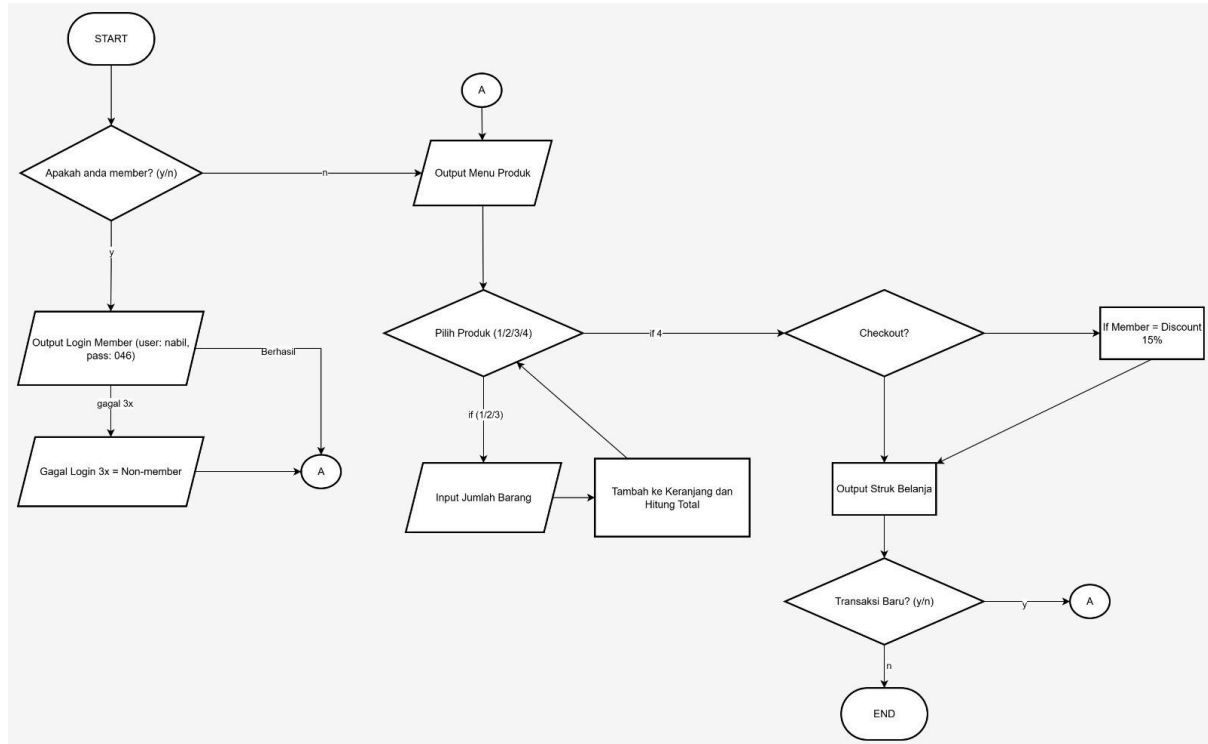 START
Apakah anda member? (y/n)
n
y
Output Login Member (user: nabil,
pass: 046)
Berhasil
gagal 3x
Gagal Login 3x = Non-member
A
A
Output Menu Produk
Pilih Produk (1/2/3/4)
if 4
if (1/2/3)
Input Jumlah Barang
Tambah ke Keranjang dan
Hitung Total
Checkout?
If Member = Discount
15%
Output Struk Belanja
Transaksi Baru? (y/n)
y
A
n
END